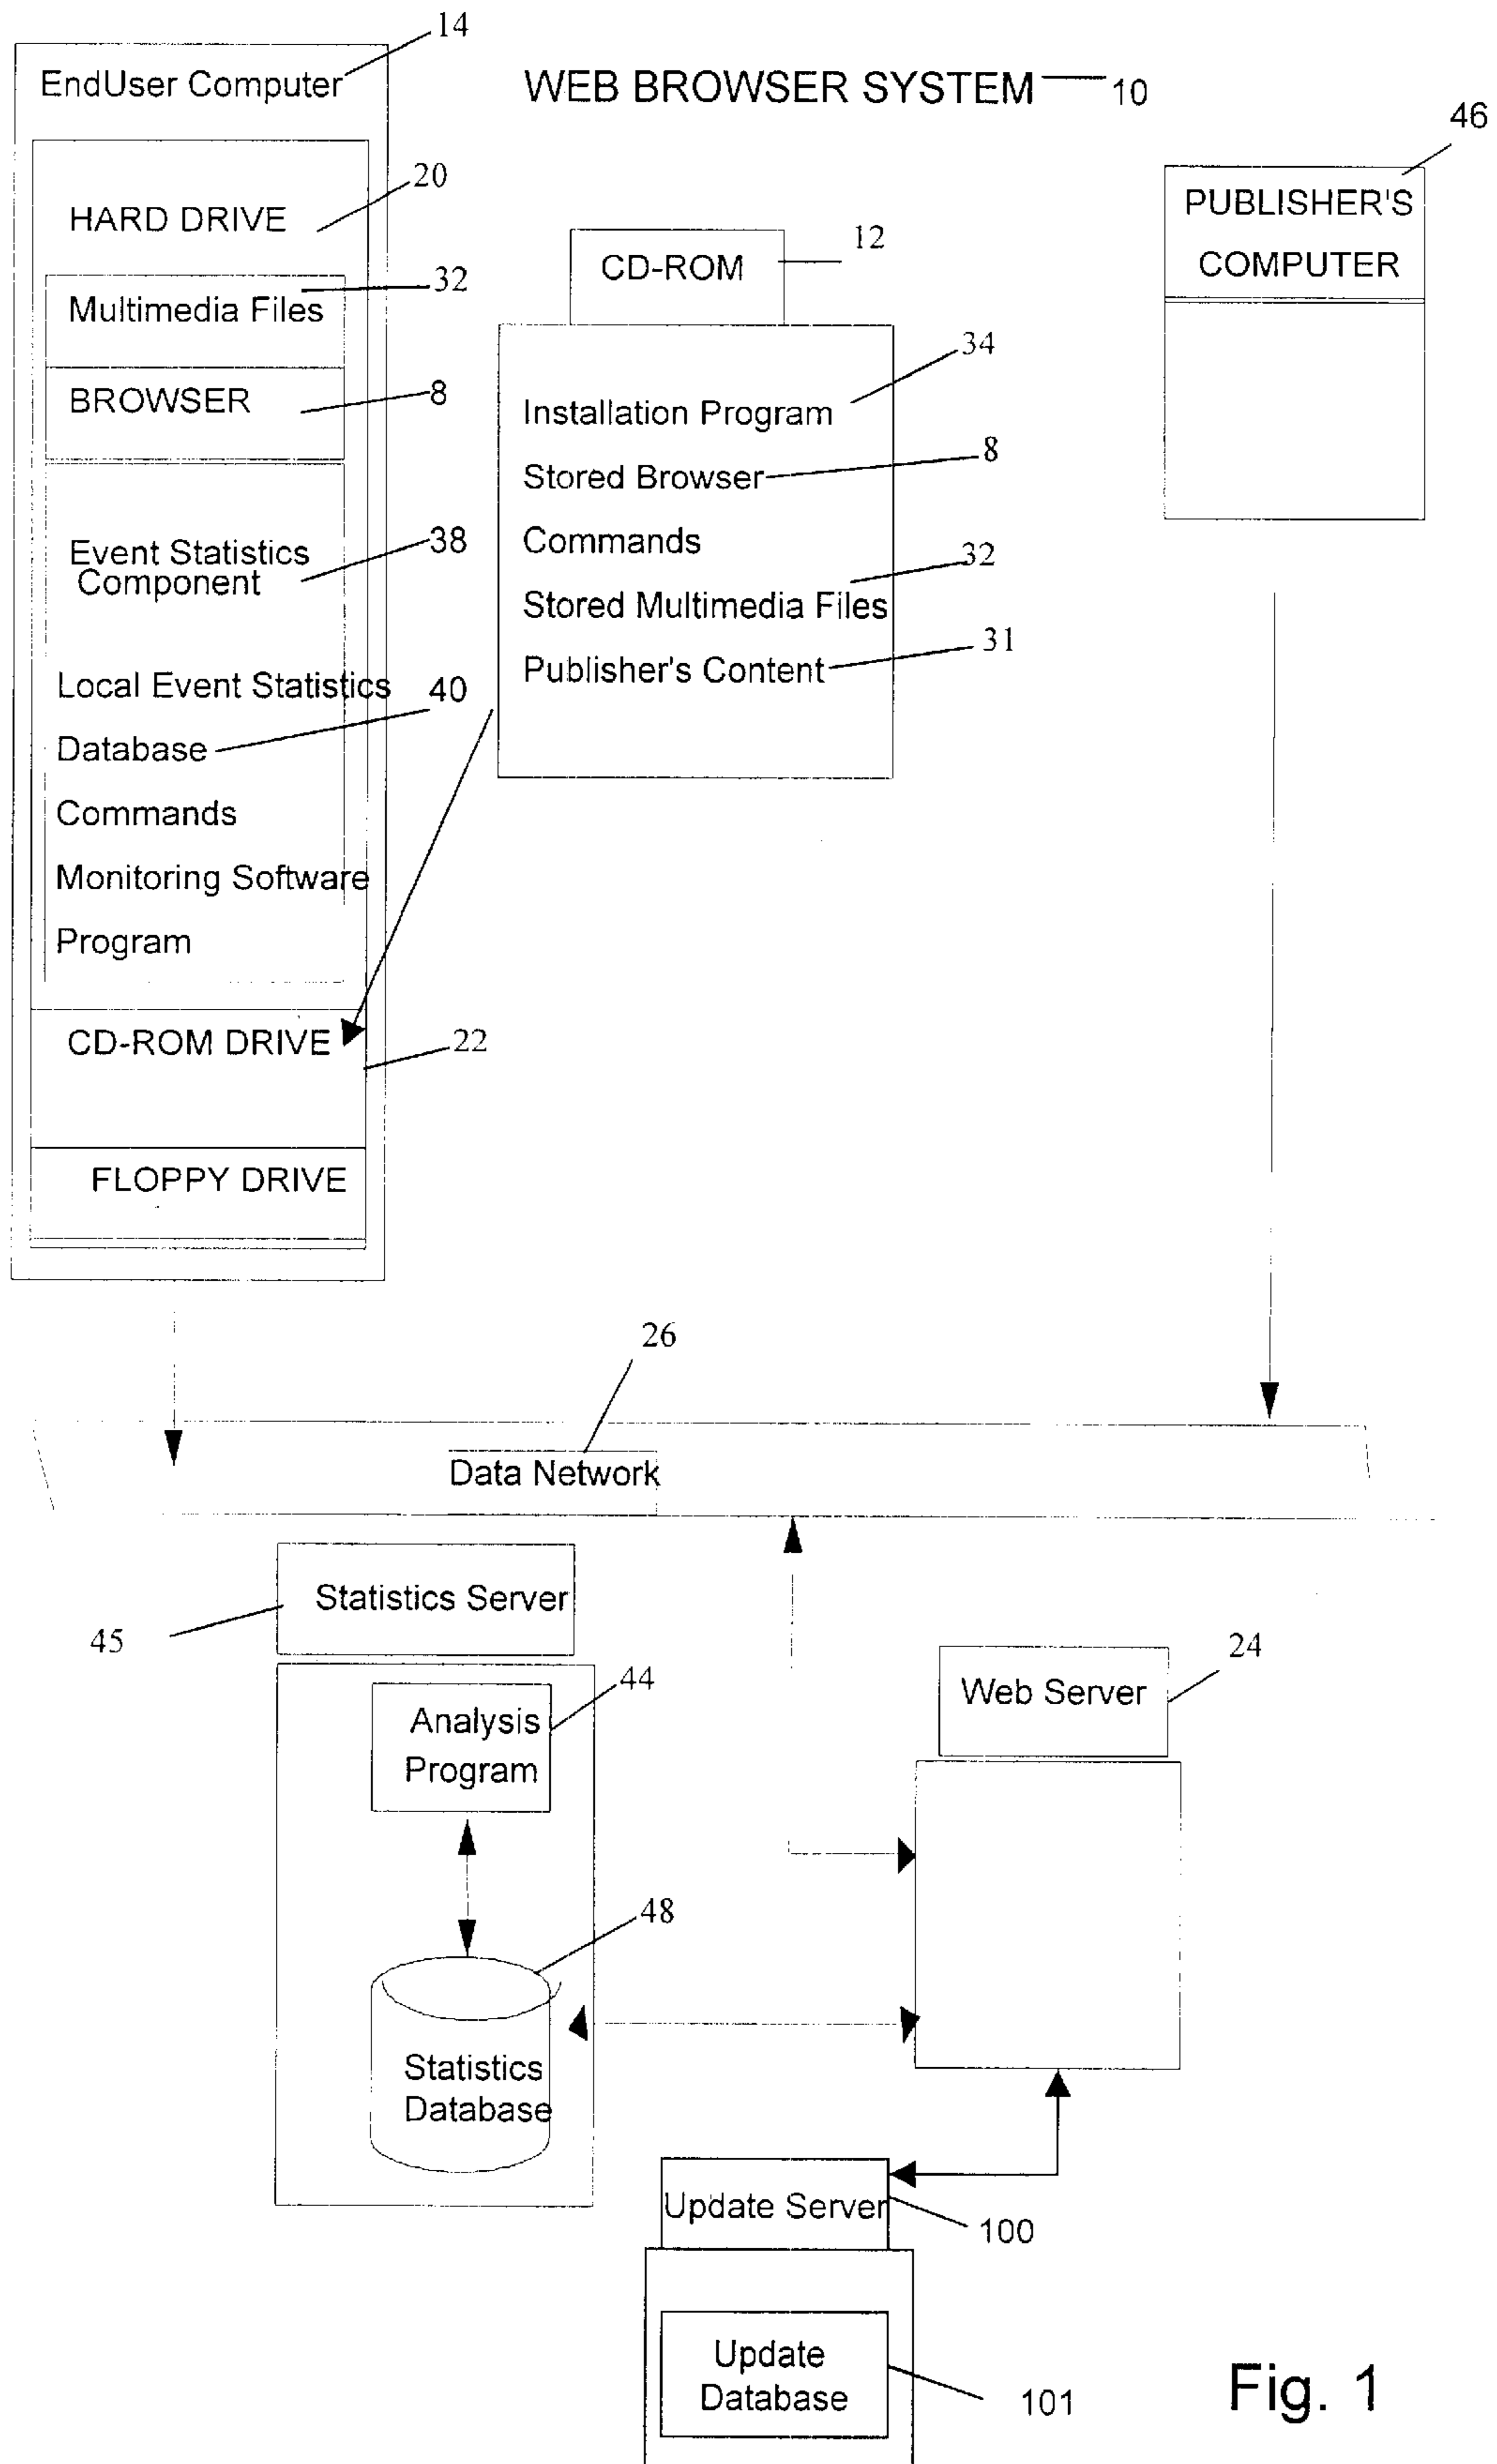 14
EndUser Computer
WEB BROWSER SYSTEM 10
46
PUBLISHER'S
COMPUTER
20
HARD DRIVE
12
CD-ROM
32
Multimedia Files
34
Installation Program
8
BROWSER
8
Stored Browser
Commands
32
Stored Multimedia Files
31
Publisher's Content
38
Event Statistics
Component
Local Event Statistics
40
Database
Commands
Monitoring Software
Program
CD-ROM DRIVE
22
FLOPPY DRIVE
26
Data Network
Statistics Server
45
24
Web Server
44
Analysis
Program
48
Statistics
Database
Update Server
100
Update
Database
101
Fig. 1